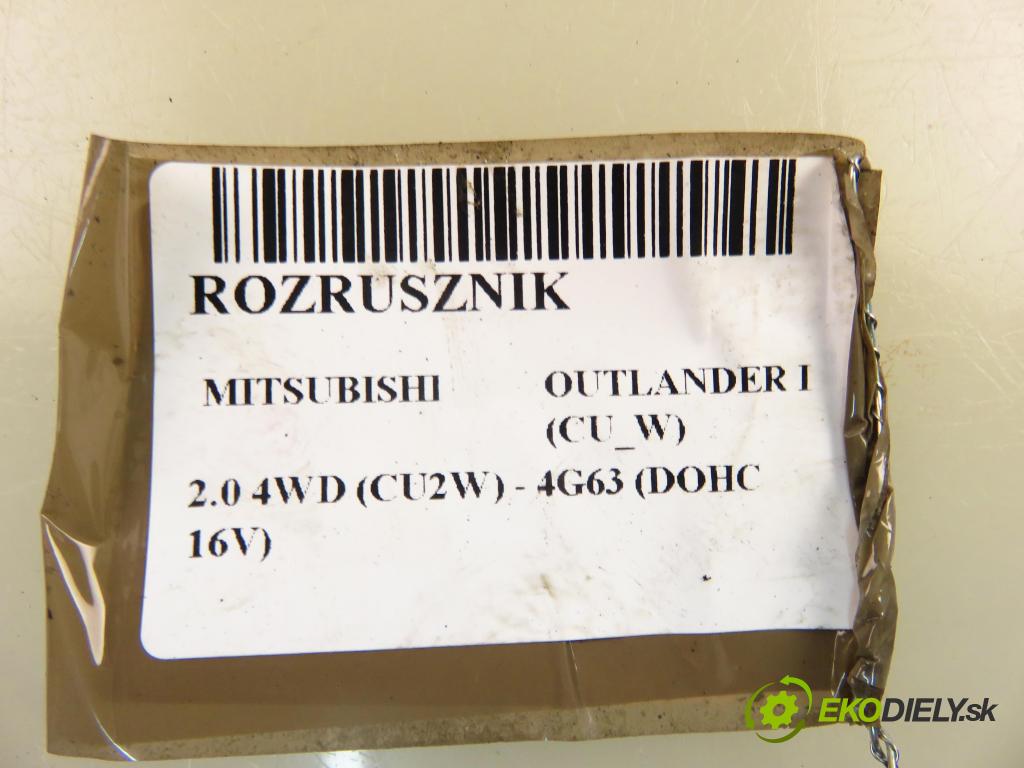 ROZRUSZNIK
MITSUBISHI OUTLANDER I
(CU_W)
2.0 4WD (CU2W) - 4G63 (DOHC
16V)
EKODIELY.sk